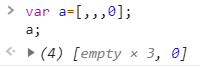 > var a=[,,,0];
a;
<· ▶ (4) [empty × 3, 0]